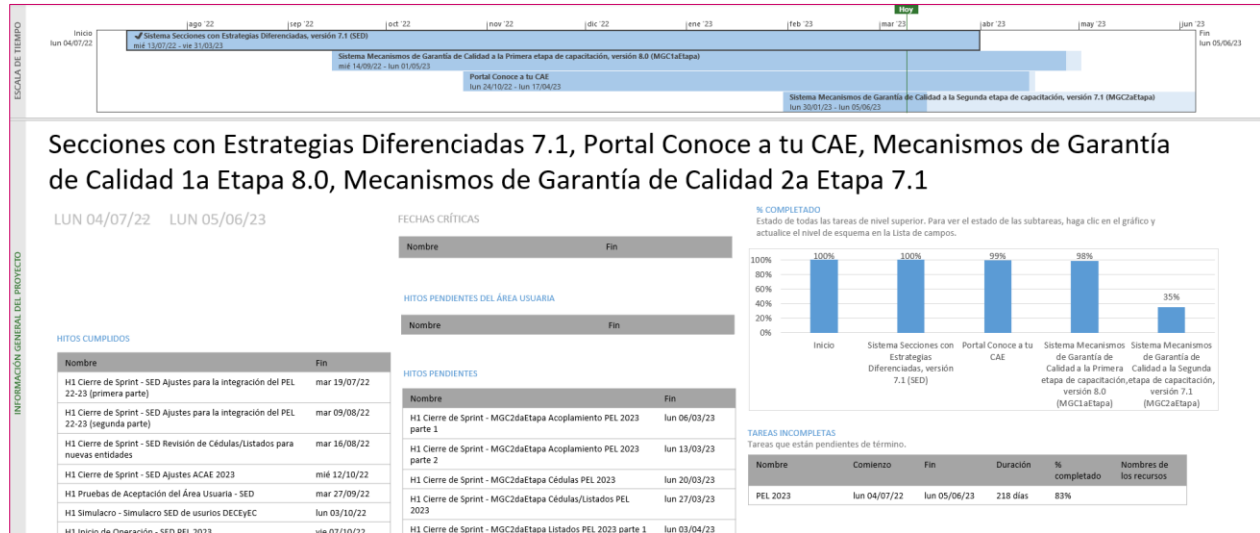 Hoy
ago '22 sep '22 oct '22 nov '22 dic '22 ene '23 feb '23 mar '23 abr '23 may '23 jun '23
ESCALA DE TIEMPO
Inicio
lun 04/07/22
Sistema Secciones con Estrategias Diferenciadas, versión 7.1 (SED)
mié 13/07/22 - vie 31/03/23
Fin
lun 05/06/23
Sistema Mecanismos de Garantía de Calidad a la Primera etapa de capacitación, versión 8.0 (MGC1aEtapa)
mié 14/09/22 - lun 01/05/23
Portal Conoce a tu CAE
lun 24/10/22 - lun 17/04/23
Sistema Mecanismos de Garantía de Calidad a la Segunda etapa de capacitación, versión 7.1 (MGC2aEtapa)
lun 30/01/23 - lun 05/06/23
INFORMACIÓN GENERAL DEL PROYECTO
Secciones con Estrategias Diferenciadas 7.1, Portal Conoce a tu CAE, Mecanismos de Garantía
de Calidad 1a Etapa 8.0, Mecanismos de Garantía de Calidad 2a Etapa 7.1
LUN 04/07/22 LUN 05/06/23
HITOS CUMPLIDOS
Nombre Fin
H1 Cierre de Sprint - SED Ajustes para la integración del PEL mar 19/07/22
22-23 (primera parte)
H1 Cierre de Sprint - SED Ajustes para la integración del PEL mar 09/08/22
22-23 (segunda parte)
H1 Cierre de Sprint - SED Revisión de Cédulas/Listados para mar 16/08/22
nuevas entidades
H1 Cierre de Sprint - SED Ajustes ACAE 2023 mié 12/10/22
H1 Pruebas de Aceptación del Área Usuaria - SED mar 27/09/22
H1 Simulacro - Simulacro SED de usurios DECEyEC lun 03/10/22
H1 Inicio de Operación - SED PEL 2023 vie 07/10/22
FECHAS CRÍTICAS
Nombre Fin
HITOS PENDIENTES DEL ÁREA USUARIA
Nombre Fin
HITOS PENDIENTES
Nombre Fin
H1 Cierre de Sprint - MGC2daEtapa Acoplamiento PEL 2023 lun 06/03/23
parte 1
H1 Cierre de Sprint - MGC2daEtapa Acoplamiento PEL 2023 lun 13/03/23
parte 2
H1 Cierre de Sprint - MGC2daEtapa Cédulas PEL 2023 lun 20/03/23
H1 Cierre de Sprint - MGC2daEtapa Cédulas/Listados PEL lun 27/03/23
2023
H1 Cierre de Sprint - MGC2daEtapa Listados PEL 2023 parte 1 lun 03/04/23
% COMPLETADO
Estado de todas las tareas de nivel superior. Para ver el estado de las subtareas, haga clic en el gráfico y
actualice el nivel de esquema en la Lista de campos.
100% 100% 99% 98% 35%
100%
80%
60%
40%
20%
0%
Inicio
Sistema Secciones con
Estrategias
Diferenciadas, versión
7.1 (SED)
Portal Conoce a tu
CAE
Sistema Mecanismos
de Garantía de
Calidad a la Primera
etapa de capacitación,
versión 8.0
(MGC1aEtapa)
Sistema Mecanismos
de Garantía de
Calidad a la Segunda
etapa de capacitación,
versión 7.1
(MGC2aEtapa)
TAREAS INCOMPLETAS
Tareas que están pendientes de término.
Nombre Comienzo Fin Duración % completado Nombres de los recursos
PEL 2023 lun 04/07/22 lun 05/06/23 218 días 83%